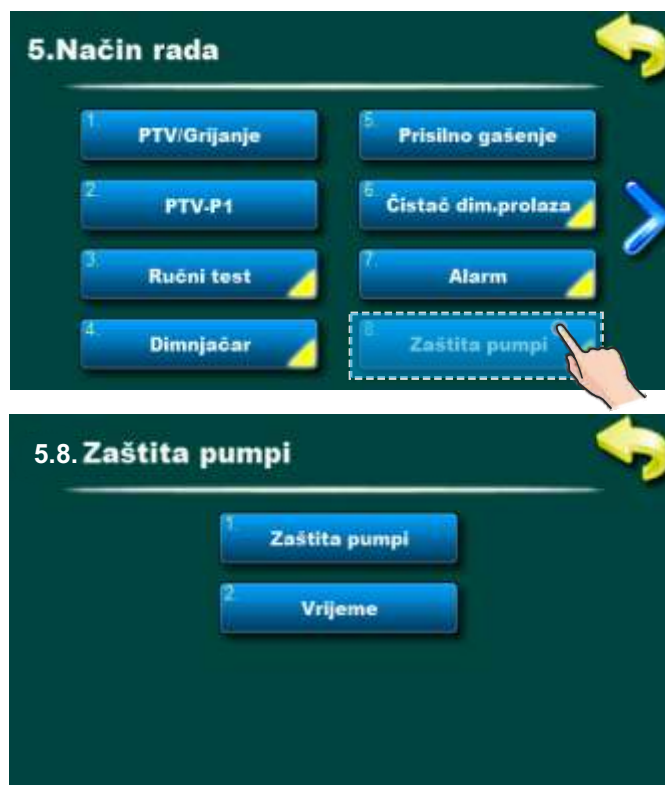 5.Način rada
1. PTV/Grijanje
5. Prisilno gašenje
2. PTV-P1
6. Čistač dim.prolaza
3. Ručni test
7. Alarm
4. Dimnjačar
8. Zaštita pumpi
5.8. Zaštita pumpi
1. Zaštita pumpi
2. Vrijeme